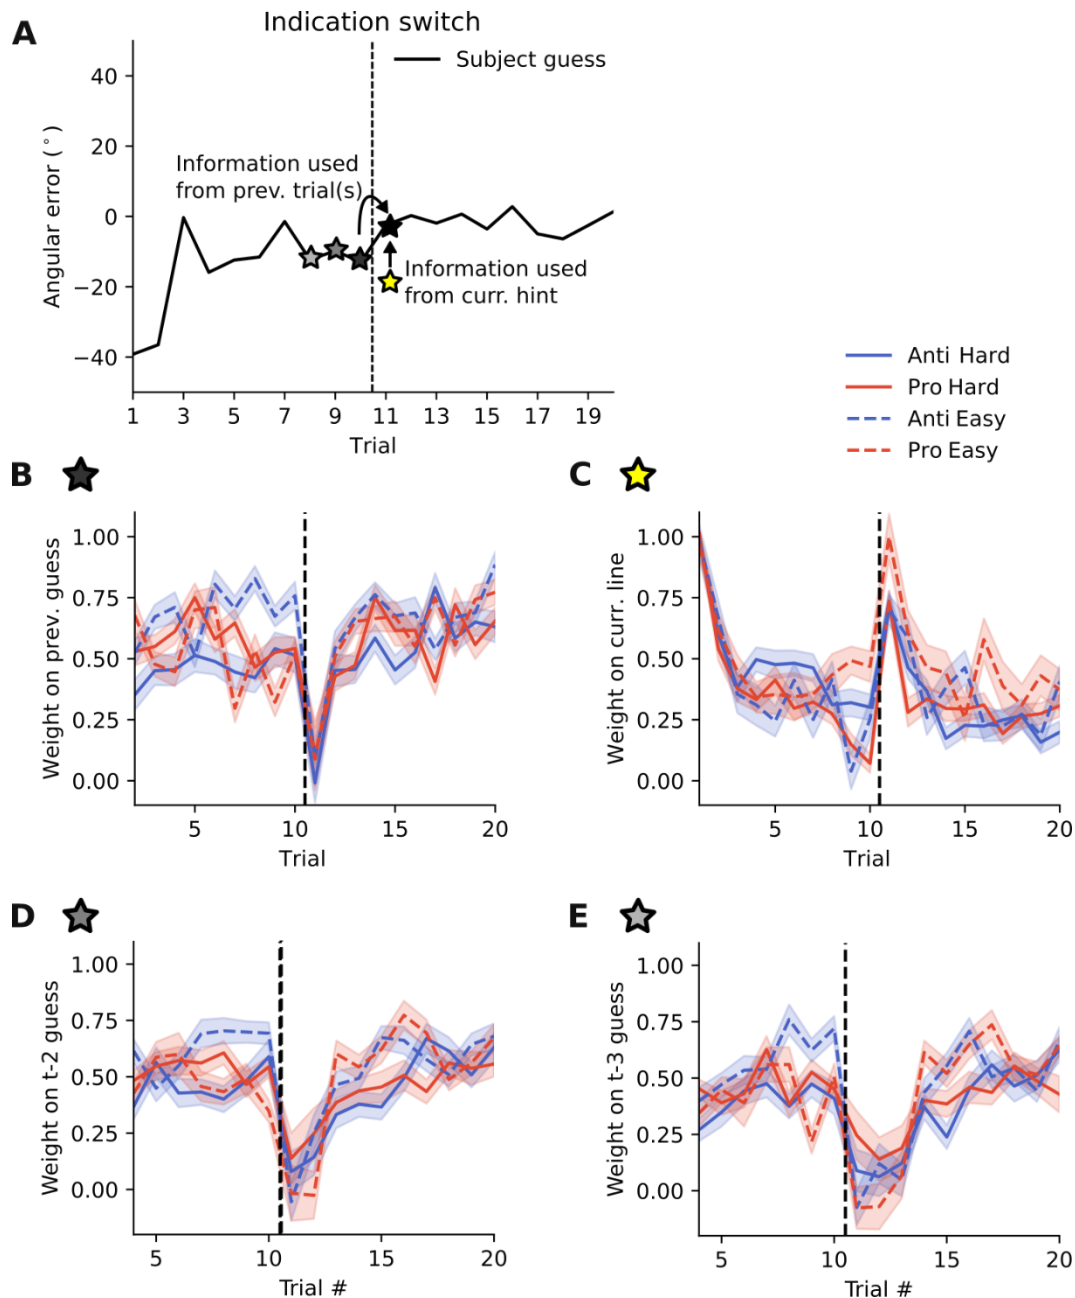 A
Indication switch
Subject guess
Angular error (°)
40
20
0
−20
−40
Information used
from prev. trial(s)
Information used
from curr. hint
1 3 5 7 9 11 13 15 17 19
Trial
Anti Hard
Pro Hard
Anti Easy
Pro Easy
B
Weight on prev. guess
1.00
0.75
0.50
0.25
0.00
5 10 15 20
Trial
C
Weight on curr. line
1.00
0.75
0.50
0.25
0.00
5 10 15 20
Trial
D
Weight on t-2 guess
1.00
0.75
0.50
0.25
0.00
5 10 15 20
Trial #
E
Weight on t-3 guess
1.00
0.75
0.50
0.25
0.00
5 10 15 20
Trial #